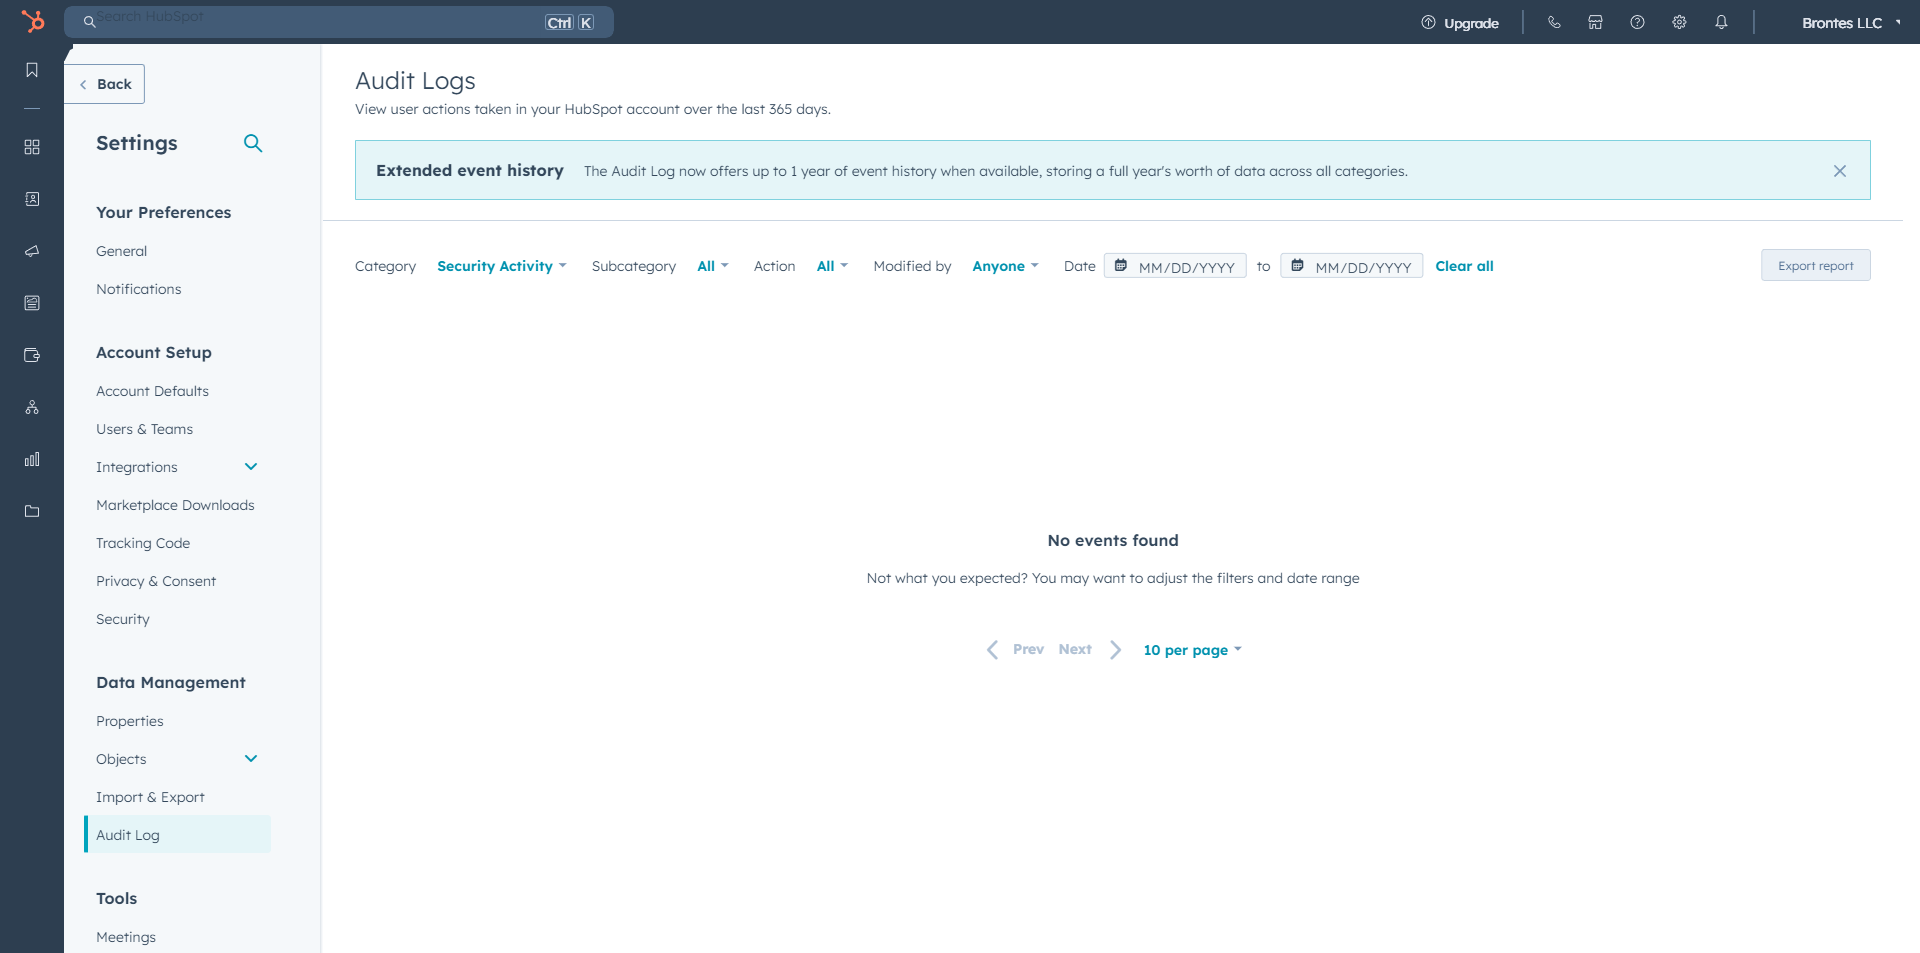 Search HubSpot
Ctrl K
Upgrade
Brontes LLC
Back
Settings
Your Preferences
General
Notifications
Account Setup
Account Defaults
Users & Teams
Integrations
Marketplace Downloads
Tracking Code
Privacy & Consent
Security
Data Management
Properties
Objects
Import & Export
Audit Log
Tools
Meetings
Audit Logs
View user actions taken in your HubSpot account over the last 365 days.
Extended event history The Audit Log now offers up to 1 year of event history when available, storing a full year's worth of data across all categories.
Category Security Activity Subcategory All Action All Modified by Anyone Date MM/DD/YYYY to MM/DD/YYYY Clear all Export report
No events found
Not what you expected? You may want to adjust the filters and date range
Prev Next 10 per page